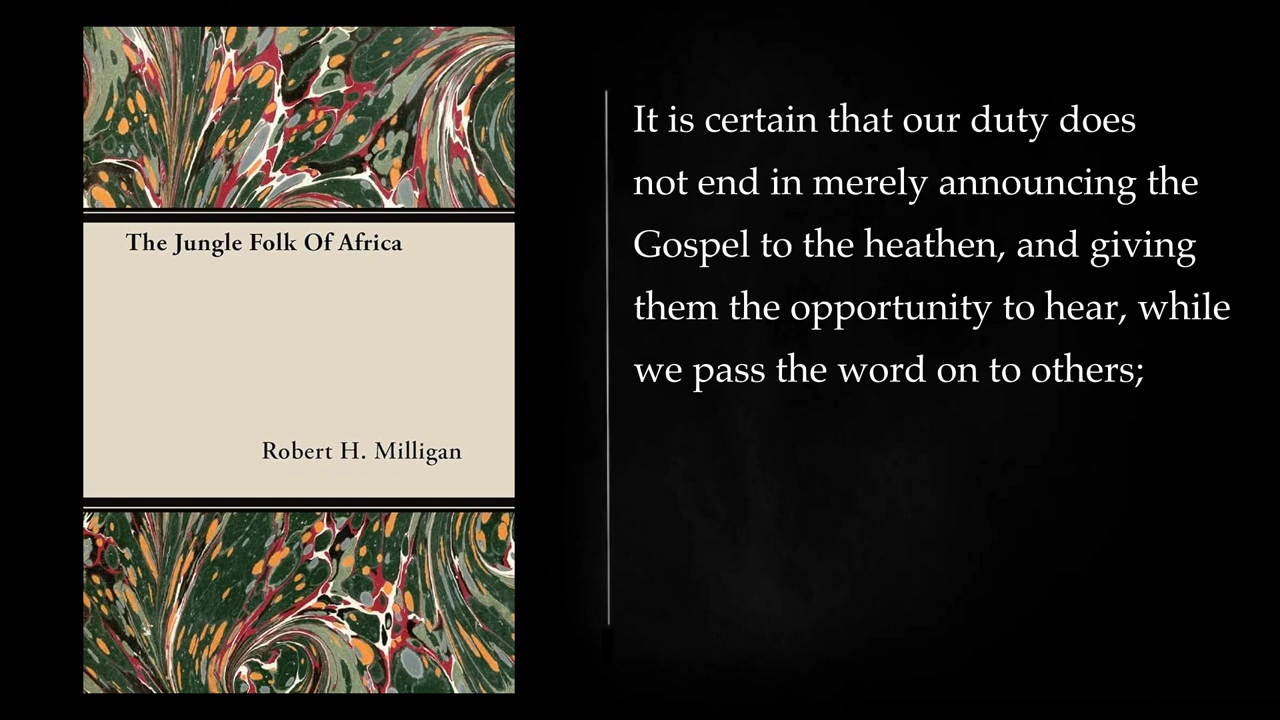 The Jungle Folk Of Africa
Robert H. Milligan
It is certain that our duty does
not end in merely announcing the
Gospel to the heathen, and giving
them the opportunity to hear, while
we pass the word on to others;